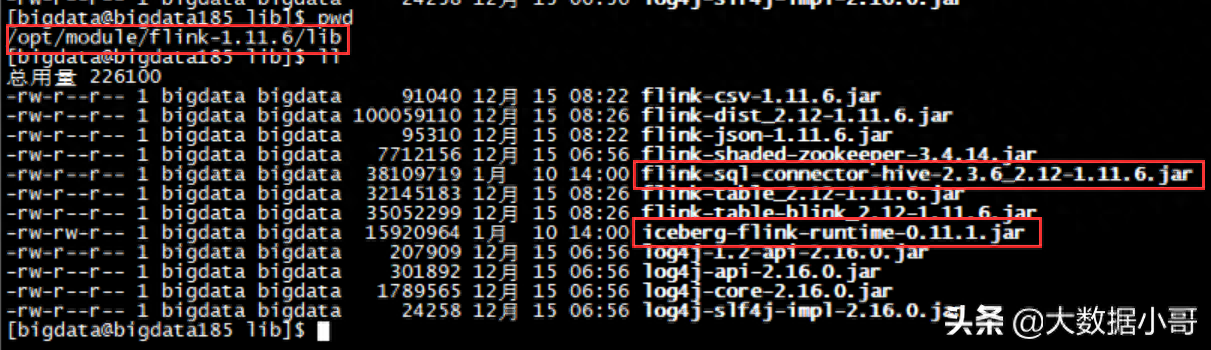 -rw-r--r-- 1 bigdata bigdata 24258 12月 15 06:56 log4j-slf4j-impl-2.16.0.jar
[bigdata@bigdata185 lib]$ pwd
/opt/module/flink-1.11.6/lib
[bigdata@bigdata185 lib]$ ll
总用量 226100
-rw-r--r-- 1 bigdata bigdata 91040 12月 15 08:22 flink-csv-1.11.6.jar
-rw-r--r-- 1 bigdata bigdata 100059110 12月 15 08:26 flink-dist_2.12-1.11.6.jar
-rw-r--r-- 1 bigdata bigdata 95310 12月 15 08:22 flink-json-1.11.6.jar
-rw-r--r-- 1 bigdata bigdata 7712156 12月 15 06:56 flink-shaded-zookeeper-3.4.14.jar
-rw-r--r-- 1 bigdata bigdata 38109719 1月 10 14:00 flink-sql-connector-hive-2.3.6_2.12-1.11.6.jar
-rw-r--r-- 1 bigdata bigdata 32145183 12月 15 08:26 flink-table_2.12-1.11.6.jar
-rw-r--r-- 1 bigdata bigdata 35052299 12月 15 08:26 flink-table-blink_2.12-1.11.6.jar
-rw-rw-r-- 1 bigdata bigdata 15920964 1月 10 14:00 iceberg-flink-runtime-0.11.1.jar
-rw-r--r-- 1 bigdata bigdata 207909 12月 15 06:56 log4j-1.2-api-2.16.0.jar
-rw-r--r-- 1 bigdata bigdata 301892 12月 15 06:56 log4j-api-2.16.0.jar
-rw-r--r-- 1 bigdata bigdata 1789565 12月 15 06:56 log4j-core-2.16.0.jar
-rw-r--r-- 1 bigdata bigdata 24258 12月 15 06:56 log4j-slf4j-impl-2.16.0.jar
[bigdata@bigdata185 lib]$
头条 @大数据小哥